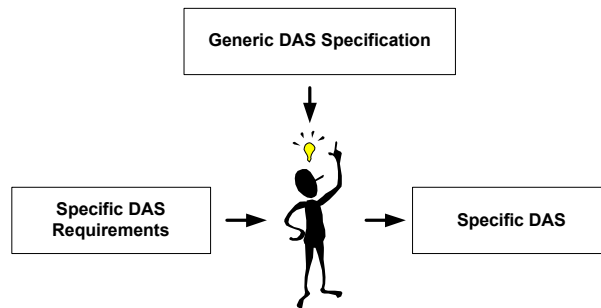 Generic DAS Specification
Specific DAS
Requirements
Specific DAS